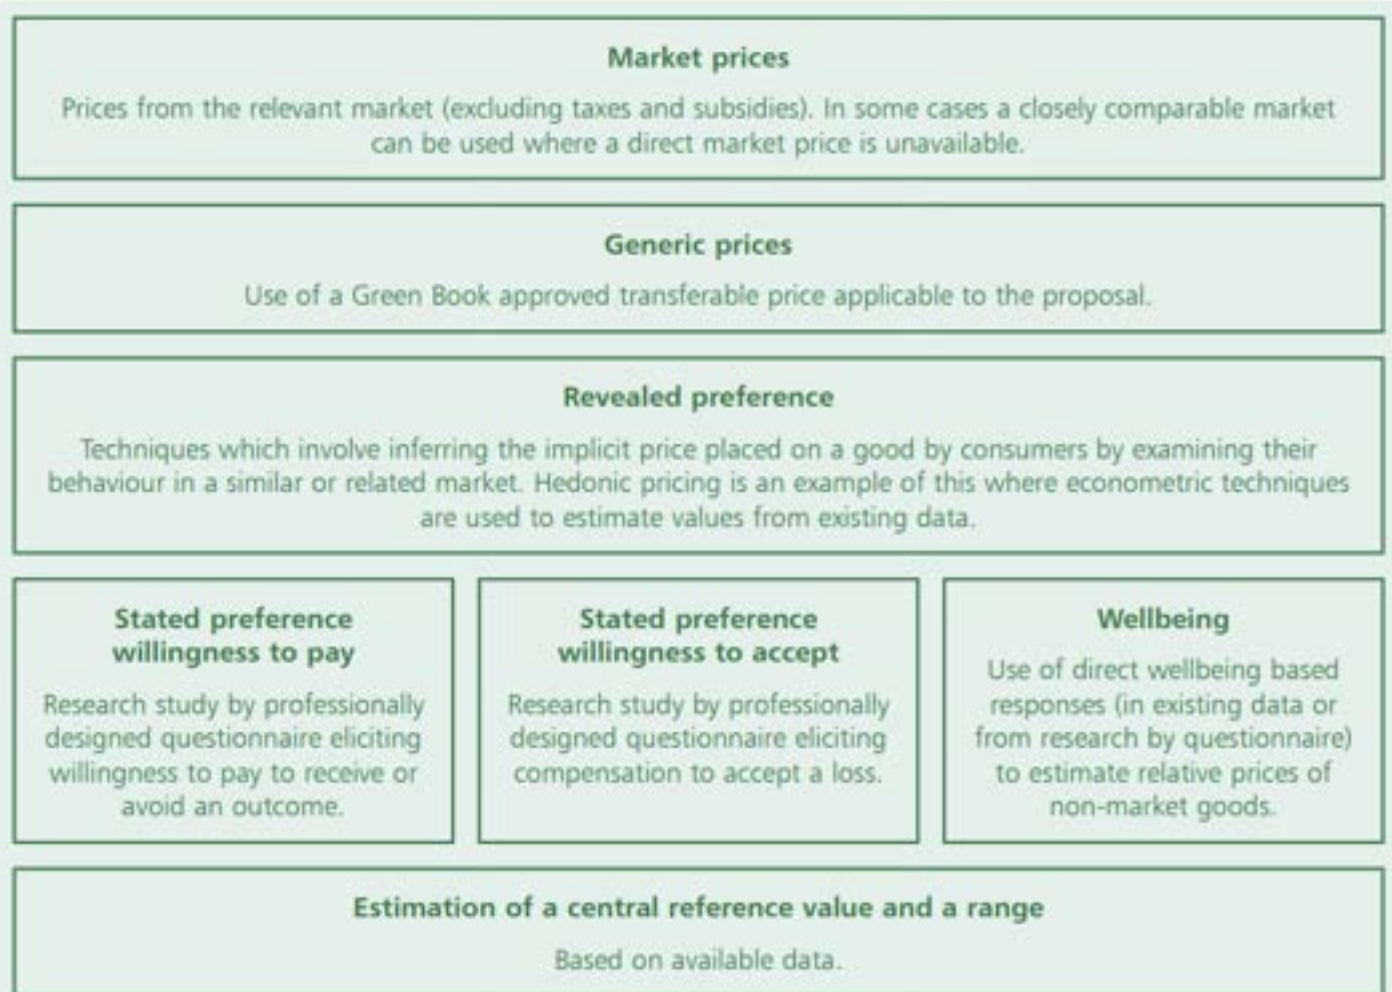 Market prices
Prices from the relevant market (excluding taxes and subsidies). In some cases a closely comparable market
can be used where a direct market price is unavailable.
Generic prices
Use of a Green Book approved transferable price applicable to the proposal.
Revealed preference
Techniques which involve inferring the implicit price placed on a good by consumers by examining their
behaviour in a similar or related market. Hedonic pricing is an example of this where econometric techniques
are used to estimate values from existing data.
Stated preference
willingness to pay
Research study by professionally
designed questionnaire eliciting
willingness to pay to receive or
avoid an outcome.
Stated preference
willingness to accept
Research study by professionally
designed questionnaire eliciting
compensation to accept a loss.
Wellbeing
Use of direct wellbeing based
responses (in existing data or
from research by questionnaire)
to estimate relative prices of
non-market goods.
Estimation of a central reference value and a range
Based on available data.